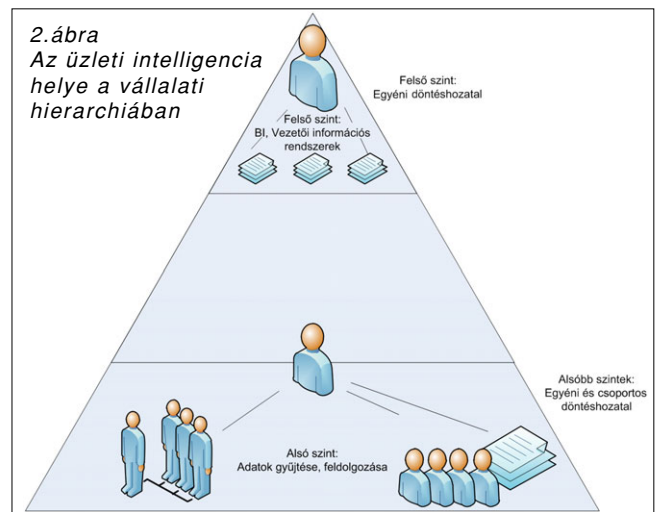 2.ábra
Az üzleti intelligencia
helye a vállalati
hierarchiában
Felső szint:
Egyéni döntéshozatal
Felső szint:
BI, Vezetői információs
rendszerek
Alsóbb szintek:
Egyéni és csoportos
döntéshozatal
Alsó szint:
Adatok gyűjtése, feldolgozása